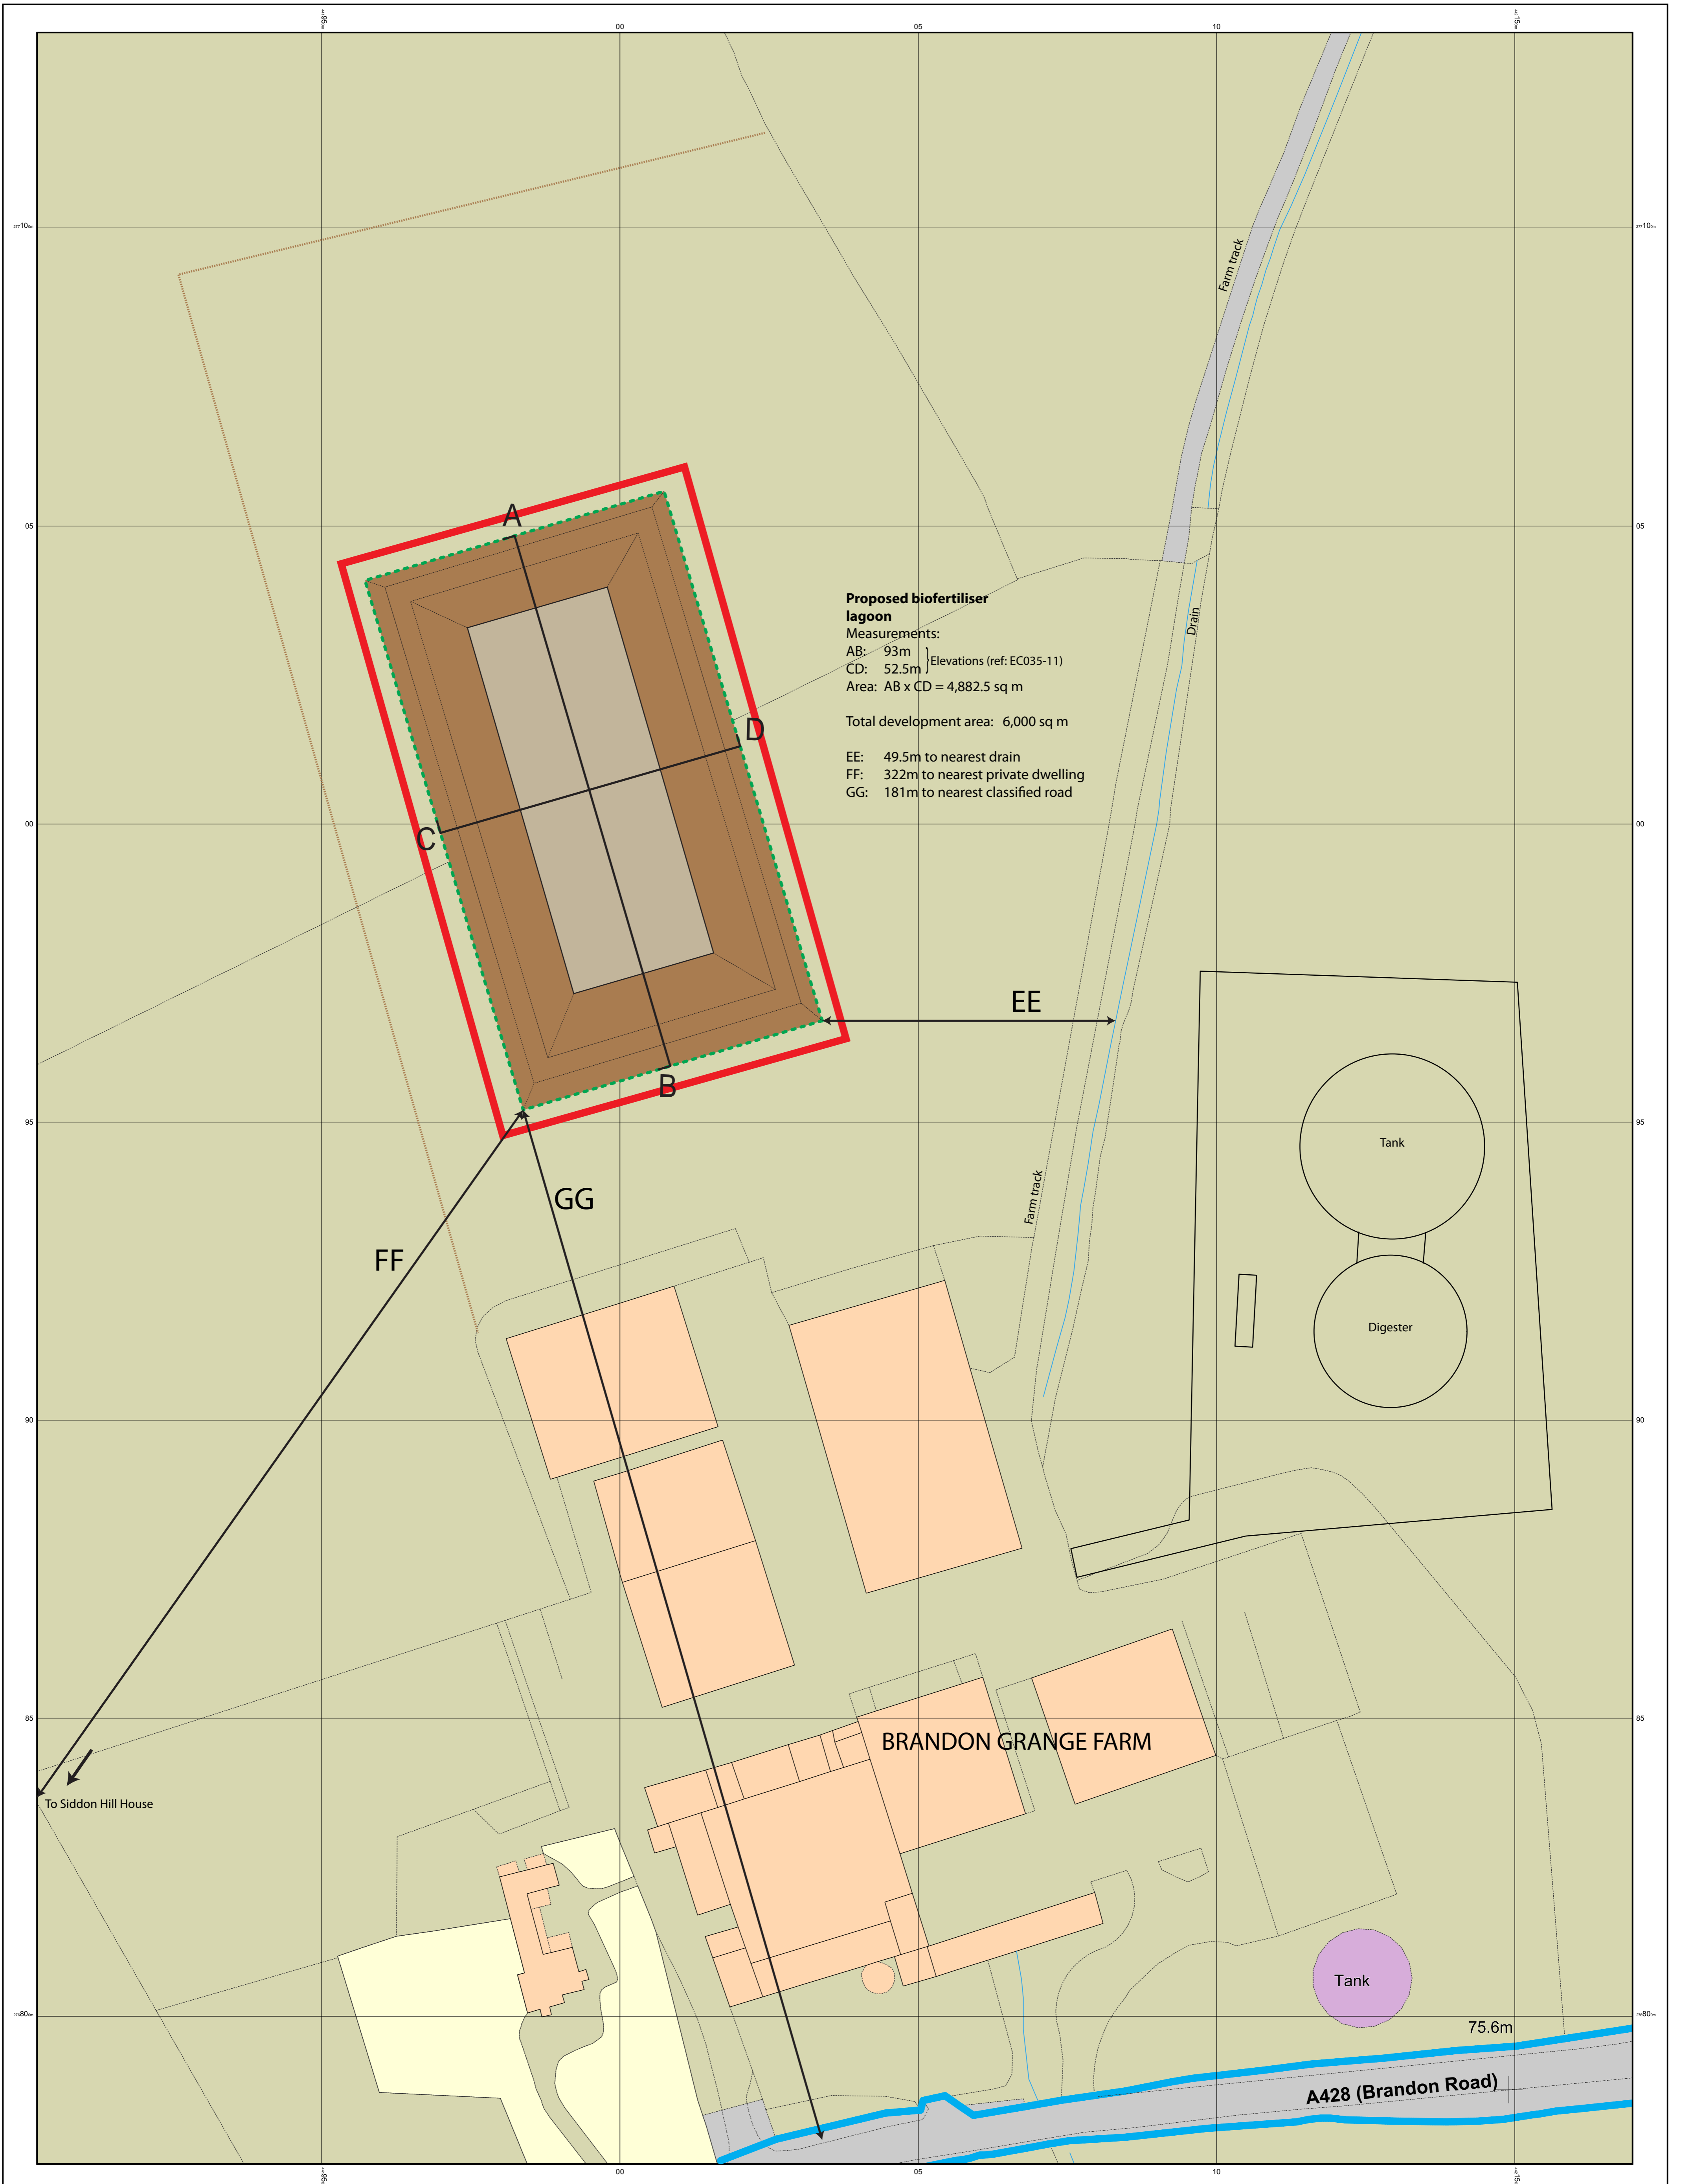 00
05
10
10
10
Farm track
A
05
05
Proposed biofertiliser
lagoon
Measurements:
AB: 93m
CD: 52.5m } Elevations (ref: EC035-11)
Area: AB x CD = 4,882.5 sq m
Total development area: 6,000 sq m
EE: 49.5m to nearest drain
FF: 322m to nearest private dwelling
GG: 181m to nearest classified road
Drain
D
C
00
00
EE
B
95
95
Tank
Farm track
GG
FF
Digester
90
90
85
85
BRANDON GRANGE FARM
To Siddon Hill House
Tank
80
80
75.6m
A428 (Brandon Road)
00
05
10